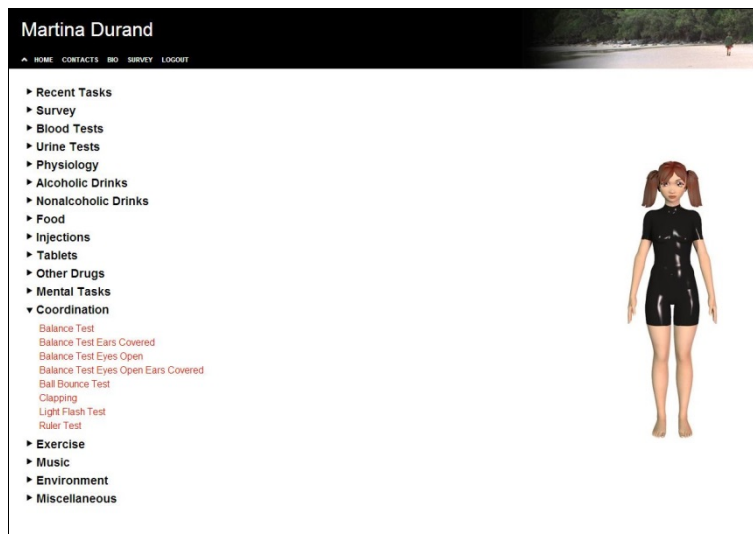 Martina Durand
HOME CONTACTS BIO SURVEY LOGOUT
Recent Tasks
Survey
Blood Tests
Urine Tests
Physiology
Alcoholic Drinks
Nonalcoholic Drinks
Food
Injections
Tablets
Other Drugs
Mental Tasks
Coordination
Balance Test
Balance Test Ears Covered
Balance Test Eyes Open
Balance Test Eyes Open Ears Covered
Ball Bounce Test
Clapping
Light Flash Test
Ruler Test
Exercise
Music
Environment
Miscellaneous